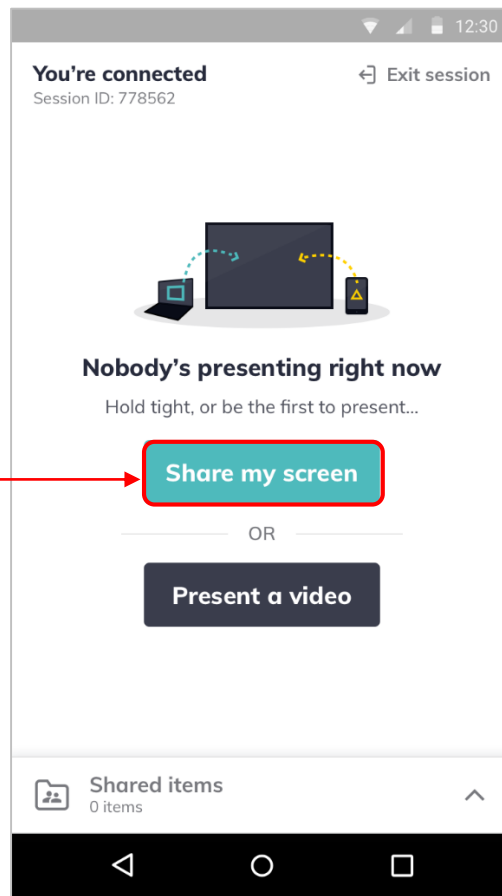 12:30
You’re connected
Exit session
Session ID: 778562
Nobody’s presenting right now
Hold tight, or be the first to present...
Share my screen
OR
Present a video
Shared items
0 items